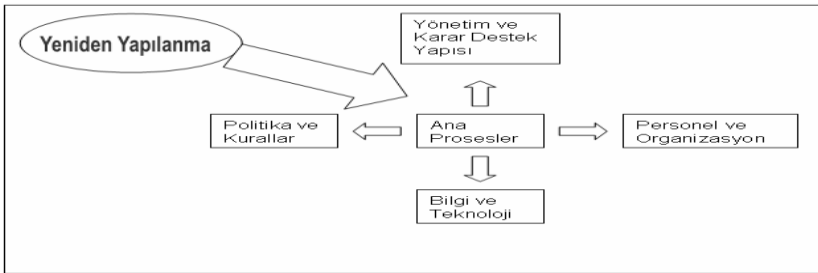 Yeniden Yapılanma
Yönetim ve
Karar Destek
Yapısı
Politika ve
Kurallar
Ana
Prosesler
Personel ve
Organizasyon
Bilgi ve
Teknoloji